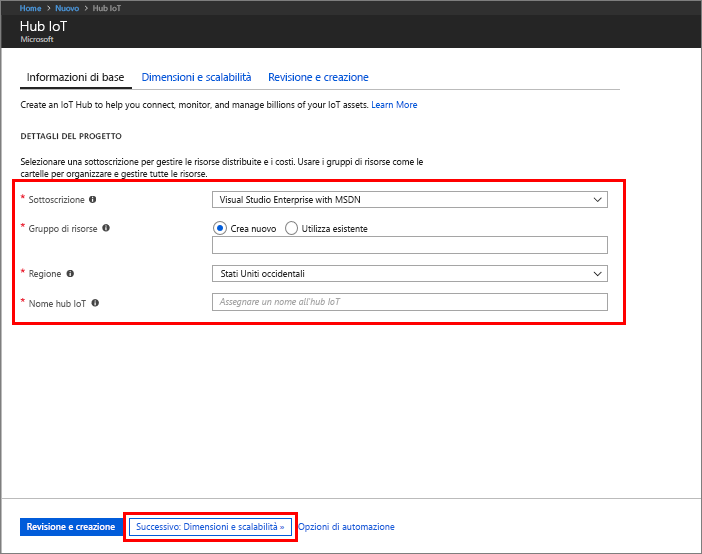 Home > Nuovo > Hub IoT
Hub IoT
Microsoft
Informazioni di base Dimensioni e scalabilità Revisione e creazione
Create an IoT Hub to help you connect, monitor, and manage billions of your IoT assets. Learn More
DETTAGLI DEL PROGETTO
Selezionare una sottoscrizione per gestire le risorse distribuite e i costi. Usare i gruppi di risorse come le
cartelle per organizzare e gestire tutte le risorse.
* Sottoscrizione Visual Studio Enterprise with MSDN
* Gruppo di risorse Crea nuovo Utilizza esistente
* Regione Stati Uniti occidentali
* Nome hub IoT Assegnare un nome all'hub IoT
Revisione e creazione Successivo: Dimensioni e scalabilità » Opzioni di automazione